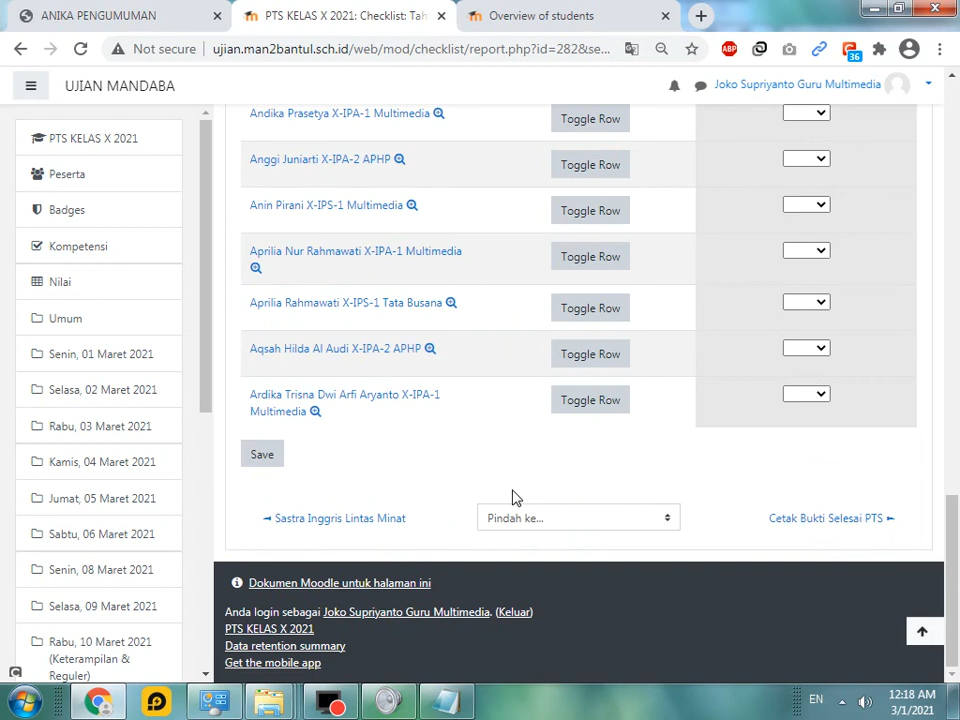 ANIKA PENGUMUMAN
PTS KELAS X 2021: Checklist: Tah
Overview of students
Not secure
ujian.man2bantul.sch.id/web/mod/checklist/report.php?id=282&se...
ABP
36
UJIAN MANDABA
Joko Supriyanto Guru Multimedia
PTS KELAS X 2021
Peserta
Badges
Kompetensi
Nilai
Umum
Senin, 01 Maret 2021
Selasa, 02 Maret 2021
Rabu, 03 Maret 2021
Kamis, 04 Maret 2021
Jumat, 05 Maret 2021
Sabtu, 06 Maret 2021
Senin, 08 Maret 2021
Selasa, 09 Maret 2021
Rabu, 10 Maret 2021
(Keterampilan &
Reguler)
Andika Prasetya X-IPA-1 Multimedia
Toggle Row
Anggi Juniarti X-IPA-2 APHP
Toggle Row
Anin Pirani X-IPS-1 Multimedia
Toggle Row
Aprilia Nur Rahmawati X-IPA-1 Multimedia
Toggle Row
Aprilia Rahmawati X-IPS-1 Tata Busana
Toggle Row
Aqsah Hilda Al Audi X-IPA-2 APHP
Toggle Row
Ardika Trisna Dwi Arfi Aryanto X-IPA-1
Multimedia
Toggle Row
Save
◄ Sastra Inggris Lintas Minat
Pindah ke...
Cetak Bukti Selesai PTS ►
Dokumen Moodle untuk halaman ini
Anda login sebagai Joko Supriyanto Guru Multimedia. (Keluar)
PTS KELAS X 2021
Data retention summary
Get the mobile app
EN
12:18 AM
3/1/2021